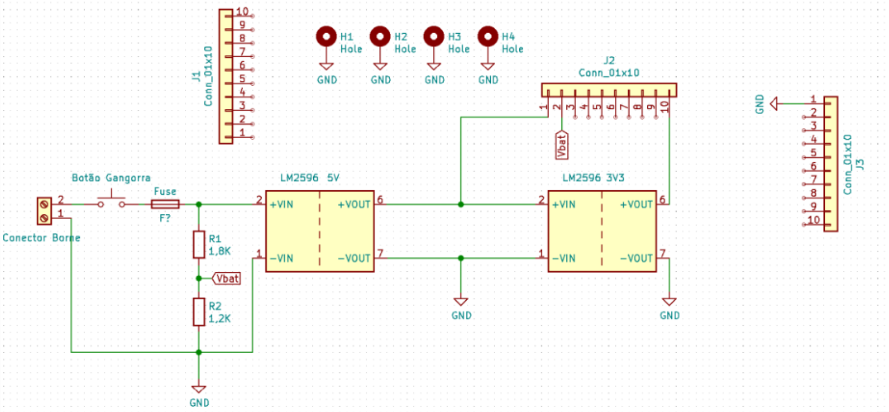 10
9
8
7
6
5
4
3
2
1
J1
Conn_01x10
H1
Hole
H2
Hole
H3
Hole
H4
Hole
GND
GND
GND
GND
J2
Conn_01x10
1
2
3
4
5
6
7
8
9
10
Vbat
GND
1
2
3
4
5
6
7
8
9
10
Conn_01x10
J3
Botão Gangorra
Fuse
F?
2
1
Conector Borne
R1
1,8K
Vbat
R2
1,2K
GND
LM2596 5V
2
+VIN
+VOUT
6
1
-VIN
-VOUT
7
GND
LM2596 3V3
2
+VIN
+VOUT
6
1
-VIN
-VOUT
7
GND